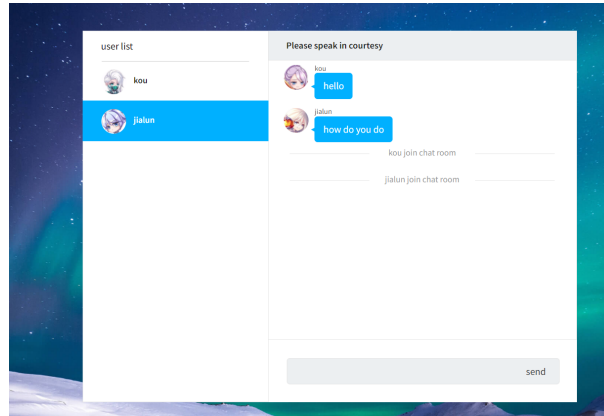 user list
kou
jialun
Please speak in courtesy
kou
hello
jialun
how do you do
kou join chat room
jialun join chat room
send